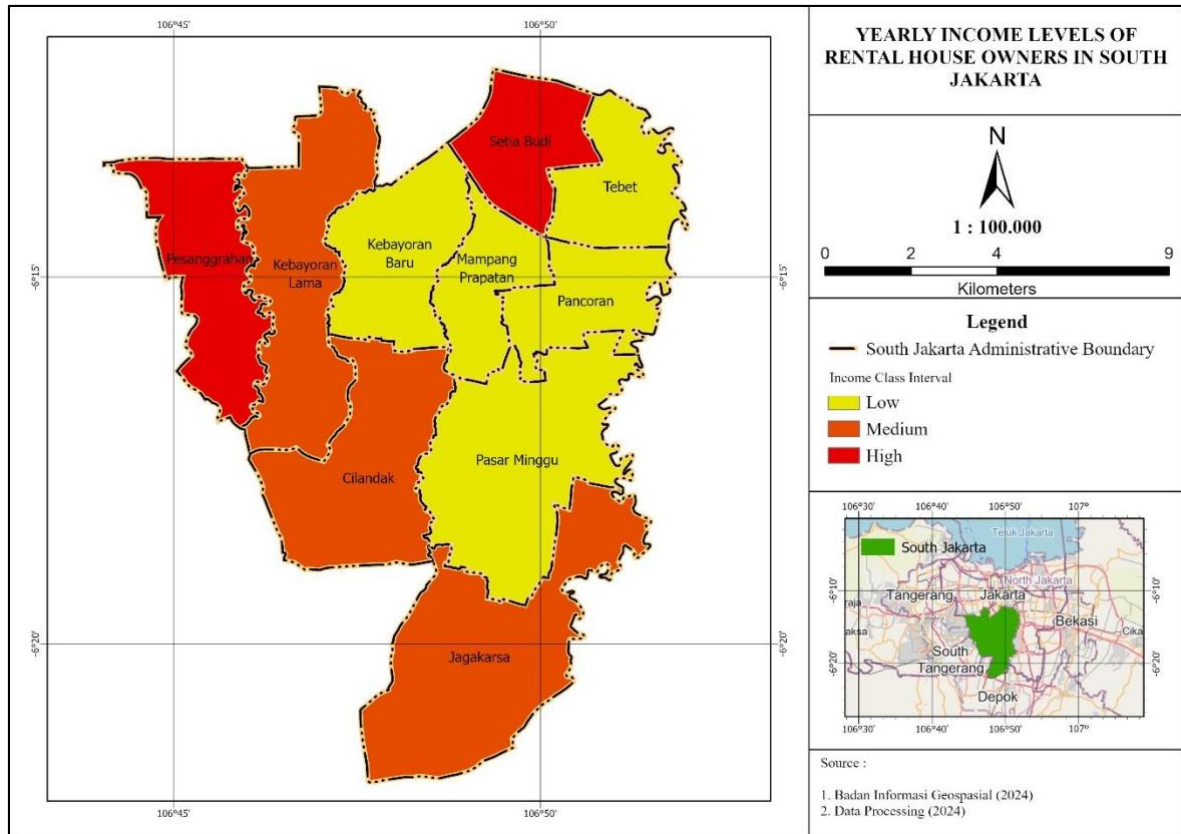 106°45'
106°50'
YEARLY INCOME LEVELS OF
RENTAL HOUSE OWNERS IN SOUTH
JAKARTA
N
1 : 100.000
0 2 4 9
Kilometers
Legend
South Jakarta Administrative Boundary
Income Class Interval
Low
Medium
High
Setia Budi
Tebet
Pesanggrahan
Kebayoran
Lama
Kebayoran
Baru
Mampang
Prapatan
Pancoran
Cilandak
Pasar Minggu
Jagakarsa
-6°15'
-6°15'
-6°20'
-6°20'
106°45'
106°50'
106°30' 106°40' 106°50' 107°
South Jakarta
Teluk Jakarta
North Jakarta
-6°10'
-6°10'
Tangerang
Jakarta
raja
aksa
Bekasi
Cika
South
Tangerang
-6°20'
-6°20'
Depok
106°30' 106°40' 106°50' 107°
Source :
1. Badan Informasi Geospasial (2024)
2. Data Processing (2024)